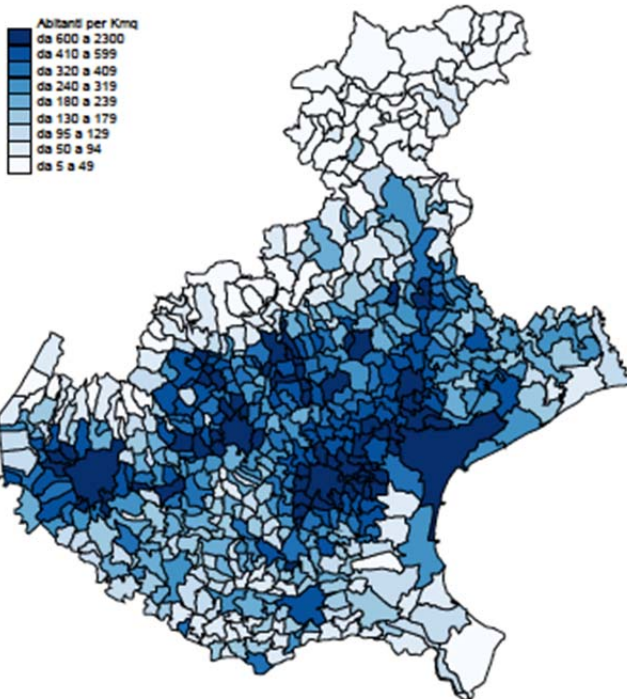 Abitanti per Kmq
da 600 a 2300
da 410 a 599
da 320 a 409
da 240 a 319
da 180 a 239
da 130 a 179
da 95 a 129
da 50 a 94
da 5 a 49